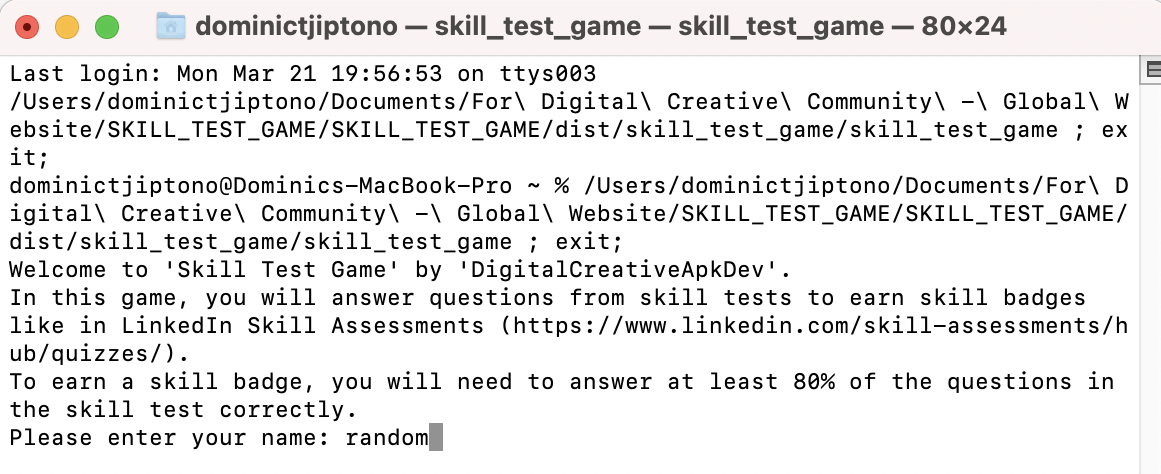 dominictjiptono — skill_test_game — skill_test_game — 80×24
Last login: Mon Mar 21 19:56:53 on ttys003
/Users/dominictjiptono/Documents/For\ Digital\ Creative\ Community\ -\ Global\ W
ebsite/SKILL_TEST_GAME/SKILL_TEST_GAME/dist/skill_test_game/skill_test_game ; ex
it;
dominictjiptono@Dominics-MacBook-Pro ~ % /Users/dominictjiptono/Documents/For\ D
igital\ Creative\ Community\ -\ Global\ Website/SKILL_TEST_GAME/SKILL_TEST_GAME/
dist/skill_test_game/skill_test_game ; exit;
Welcome to 'Skill Test Game' by 'DigitalCreativeApkDev'.
In this game, you will answer questions from skill tests to earn skill badges
like in LinkedIn Skill Assessments (https://www.linkedin.com/skill-assessments/h
ub/quizzes/).
To earn a skill badge, you will need to answer at least 80% of the questions in
the skill test correctly.
Please enter your name: random